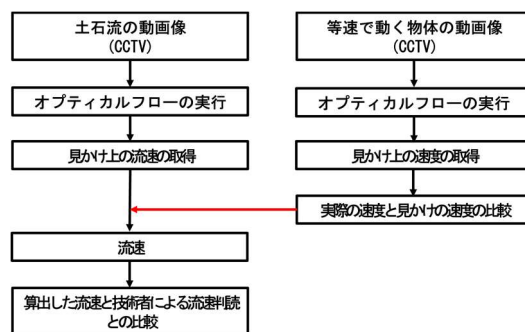 土石流の動画像
(CCTV)
オプティカルフローの実行
見かけ上の流速の取得
流速
算出した流速と技術者による流速判読
との比較
等速で動く物体の動画像
(CCTV)
オプティカルフローの実行
見かけ上の速度の取得
実際の速度と見かけの速度の比較